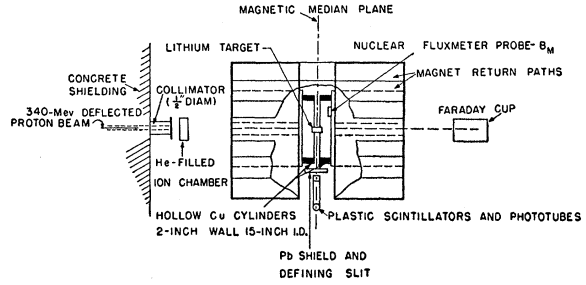 MAGNETIC MEDIAN PLANE
LITHIUM TARGET
NUCLEAR FLUXMETER PROBE-BM
MAGNET RETURN PATHS
CONCRETE
SHIELDING
COLLIMATOR
(½" DIAM)
340-Mev DEFLECTED
PROTON BEAM
FARADAY CUP
He-FILLED
ION CHAMBER
HOLLOW Cu CYLINDERS
2-INCH WALL 15-INCH I.D.
PLASTIC SCINTILLATORS AND PHOTOTUBES
Pb SHIELD AND
DEFINING SLIT